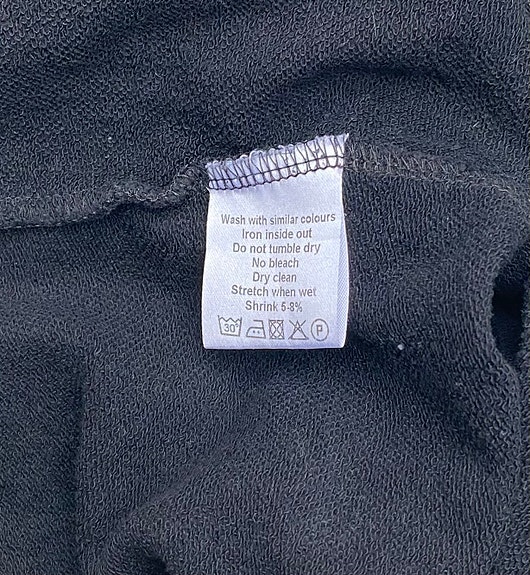 Wash with similar colours
Iron inside out
Do not tumble dry
No bleach
Dry clean
Stretch when wet
Shrink 5-8%
30° P